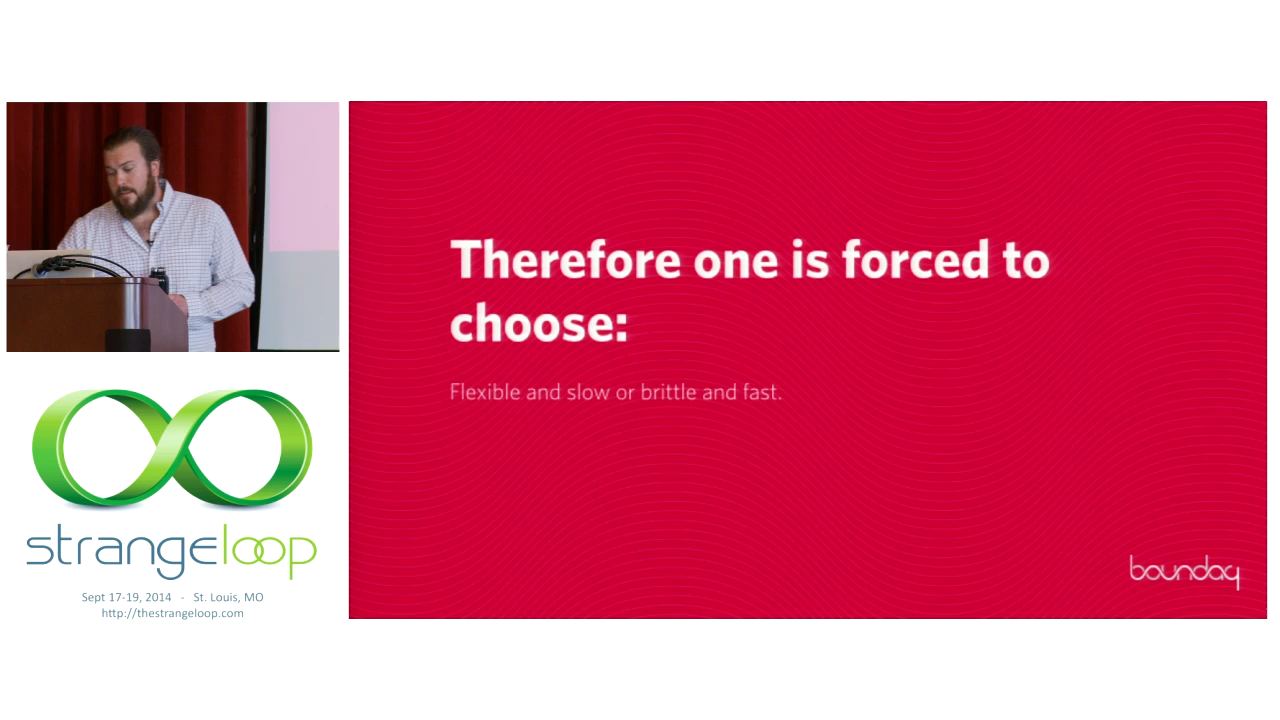 Therefore one is forced to
choose:
Flexible and slow or brittle and fast.
boundary
strangeloop
Sept 17-19, 2014 - St. Louis, MO
http://thestrangeloop.com